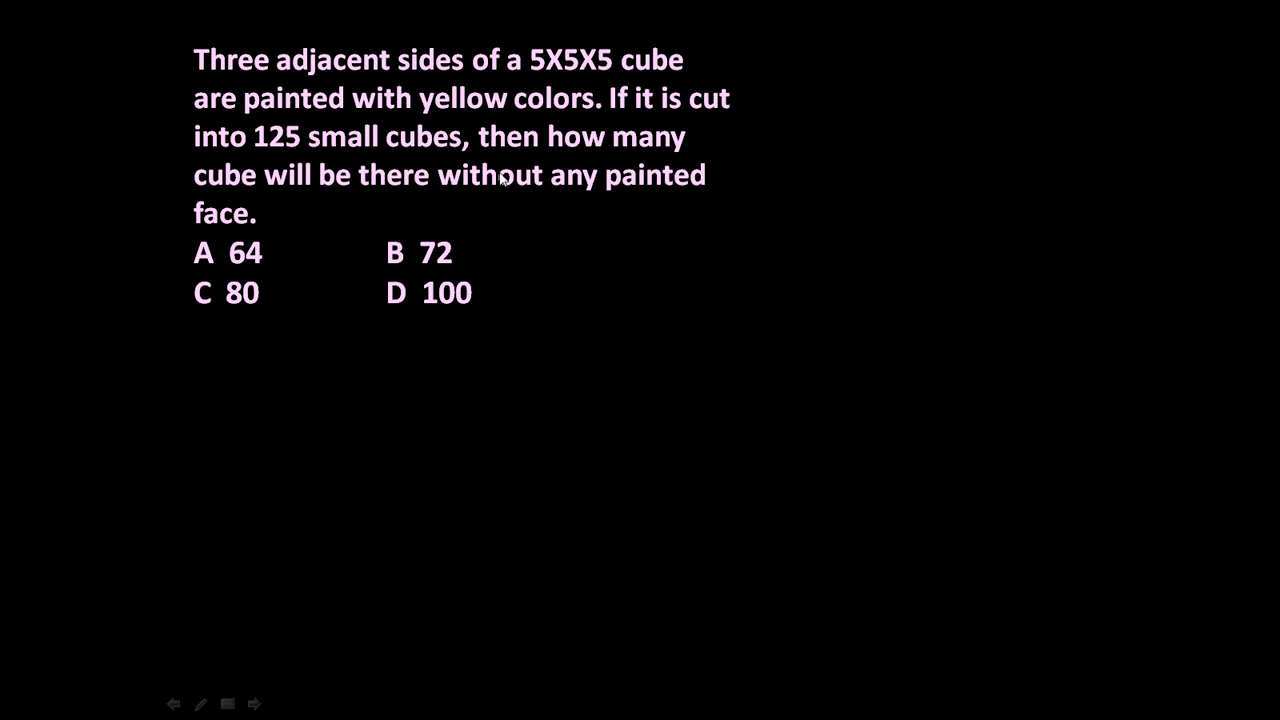 Three adjacent sides of a 5X5X5 cube
are painted with yellow colors. If it is cut
into 125 small cubes, then how many
cube will be there without any painted
face.
A 64 B 72
C 80 D 100